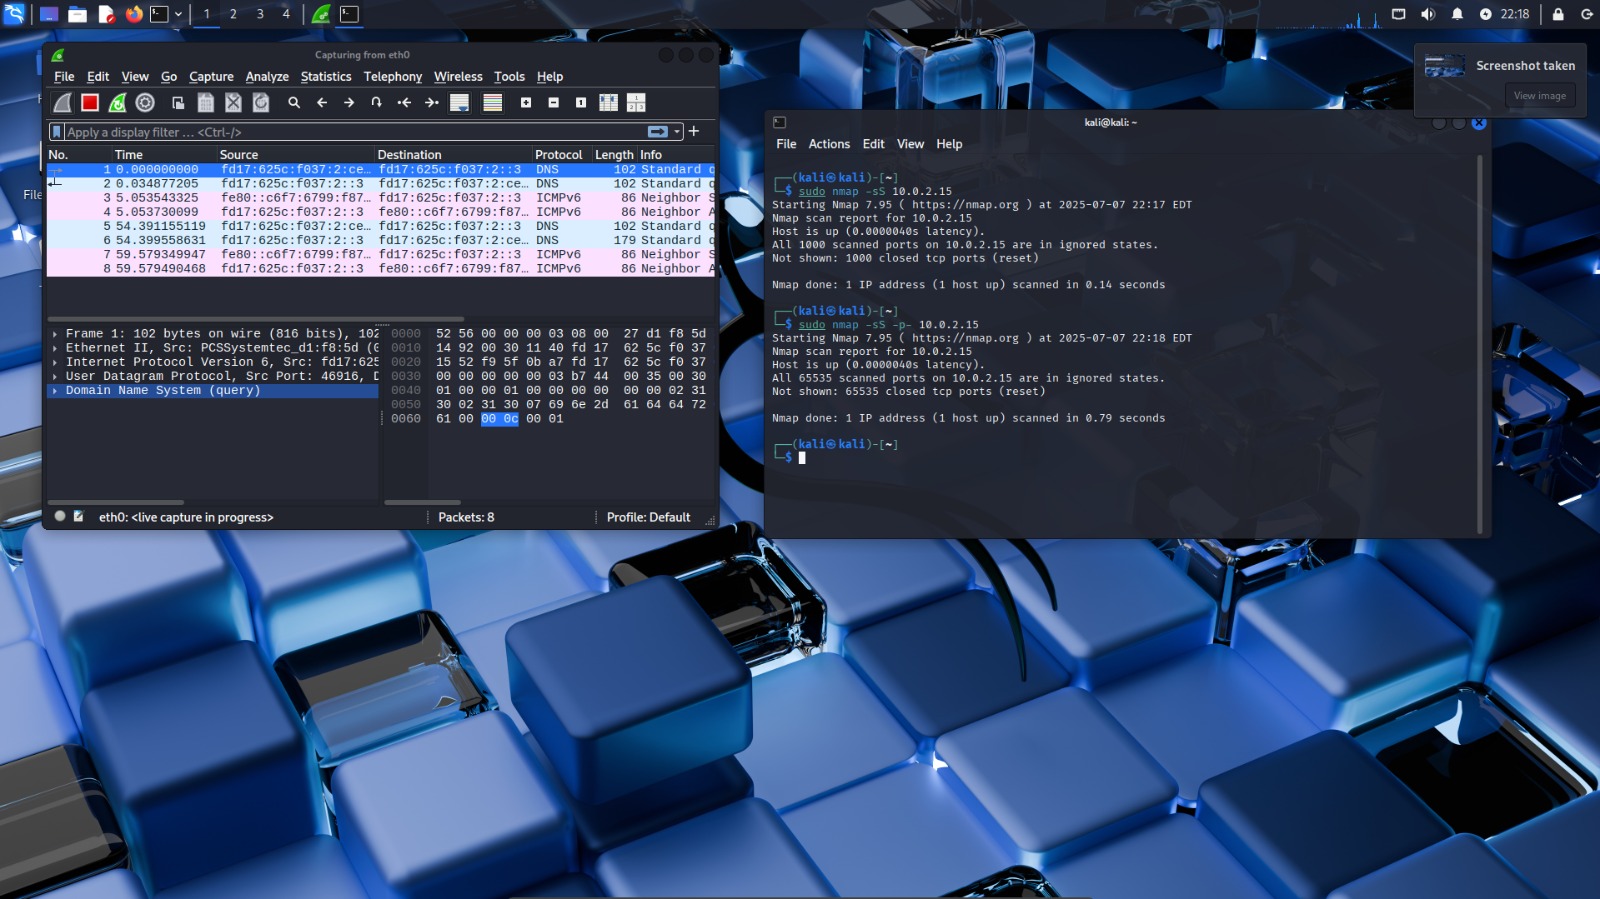 1 2 3 4
22:18
Capturing from eth0
File Edit View Go Capture Analyze Statistics Telephony Wireless Tools Help
Apply a display filter … <Ctrl-/>
No. Time Source Destination Protocol Length Info
1 0.000000000 fd17:625c:f037:2:ce… fd17:625c:f037:2::3 DNS 102 Standard q
2 0.034877205 fd17:625c:f037:2::3 fd17:625c:f037:2:ce… DNS 102 Standard q
3 5.053543325 fe80::c6f7:6799:f87… fd17:625c:f037:2::3 ICMPv6 86 Neighbor S
4 5.053730099 fd17:625c:f037:2::3 fe80::c6f7:6799:f87… ICMPv6 86 Neighbor A
5 54.391155119 fd17:625c:f037:2:ce… fd17:625c:f037:2::3 DNS 102 Standard q
6 54.399558631 fd17:625c:f037:2::3 fd17:625c:f037:2:ce… DNS 179 Standard q
7 59.579349947 fe80::c6f7:6799:f87… fd17:625c:f037:2::3 ICMPv6 86 Neighbor S
8 59.579490468 fd17:625c:f037:2::3 fe80::c6f7:6799:f87… ICMPv6 86 Neighbor A
Frame 1: 102 bytes on wire (816 bits), 102
Ethernet II, Src: PCSSystemtec_d1:f8:5d (0
Internet Protocol Version 6, Src: fd17:625
User Datagram Protocol, Src Port: 46916, D
Domain Name System (query)
0000 52 56 00 00 00 03 08 00 27 d1 f8 5d
0010 14 92 00 30 11 40 fd 17 62 5c f0 37
0020 15 52 f9 5f 0b a7 fd 17 62 5c f0 37
0030 00 00 00 00 00 03 b7 44 00 35 00 30
0040 01 00 00 01 00 00 00 00 00 00 02 31
0050 30 02 31 30 07 69 6e 2d 61 64 64 72
0060 61 00 00 0c 00 01
eth0: <live capture in progress> Packets: 8 Profile: Default
File
kali@kali: ~
File Actions Edit View Help
┌──(kali㉿kali)-[~]
└─$ sudo nmap -sS 10.0.2.15
Starting Nmap 7.95 ( https://nmap.org ) at 2025-07-07 22:17 EDT
Nmap scan report for 10.0.2.15
Host is up (0.0000040s latency).
All 1000 scanned ports on 10.0.2.15 are in ignored states.
Not shown: 1000 closed tcp ports (reset)
Nmap done: 1 IP address (1 host up) scanned in 0.14 seconds
┌──(kali㉿kali)-[~]
└─$ sudo nmap -sS -p- 10.0.2.15
Starting Nmap 7.95 ( https://nmap.org ) at 2025-07-07 22:18 EDT
Nmap scan report for 10.0.2.15
Host is up (0.0000040s latency).
All 65535 scanned ports on 10.0.2.15 are in ignored states.
Not shown: 65535 closed tcp ports (reset)
Nmap done: 1 IP address (1 host up) scanned in 0.79 seconds
┌──(kali㉿kali)-[~]
└─$
Screenshot taken
View image